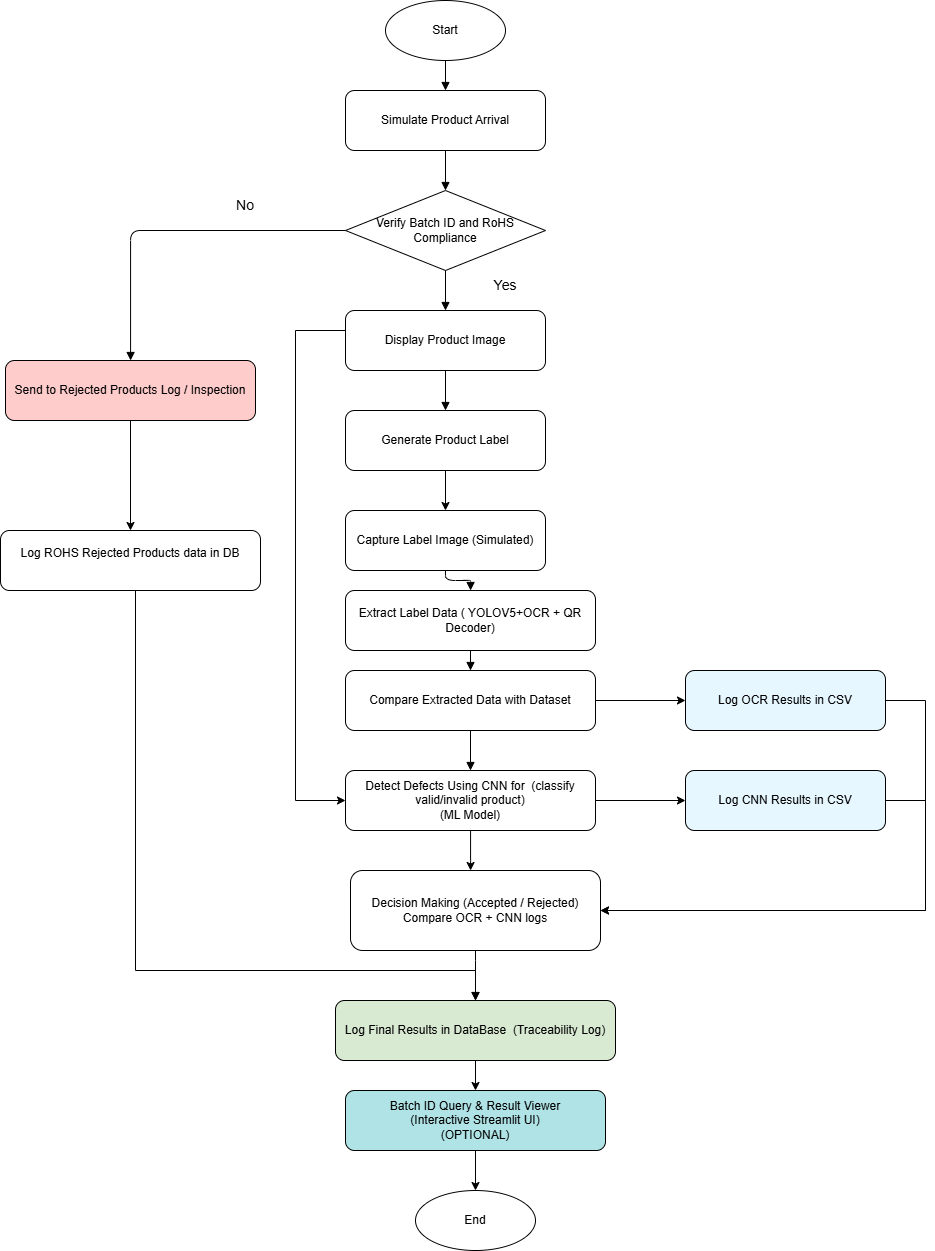 Start
Simulate Product Arrival
No
Verify Batch ID and RoHS
Compliance
Yes
Display Product Image
Send to Rejected Products Log / Inspection
Generate Product Label
Capture Label Image (Simulated)
Log ROHS Rejected Products data in DB
Extract Label Data ( YOLOV5+OCR + QR
Decoder)
Compare Extracted Data with Dataset
Log OCR Results in CSV
Detect Defects Using CNN for  (classify
valid/invalid product)
(ML Model)
Log CNN Results in CSV
Decision Making (Accepted / Rejected)
Compare OCR + CNN logs
Log Final Results in DataBase  (Traceability Log)
Batch ID Query & Result Viewer
(Interactive Streamlit UI)
(OPTIONAL)
End